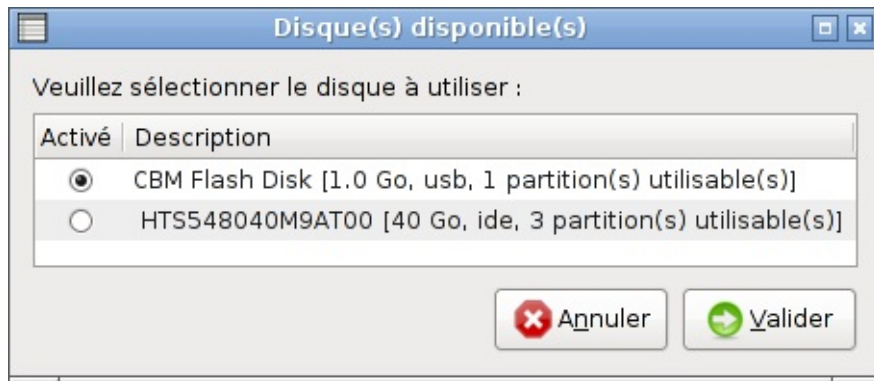 Disque(s) disponible(s)
Veuillez sélectionner le disque à utiliser :
Activé Description
CBM Flash Disk [1.0 Go, usb, 1 partition(s) utilisable(s)]
HTS548040M9AT00 [40 Go, ide, 3 partition(s) utilisable(s)]
Annuler Valider